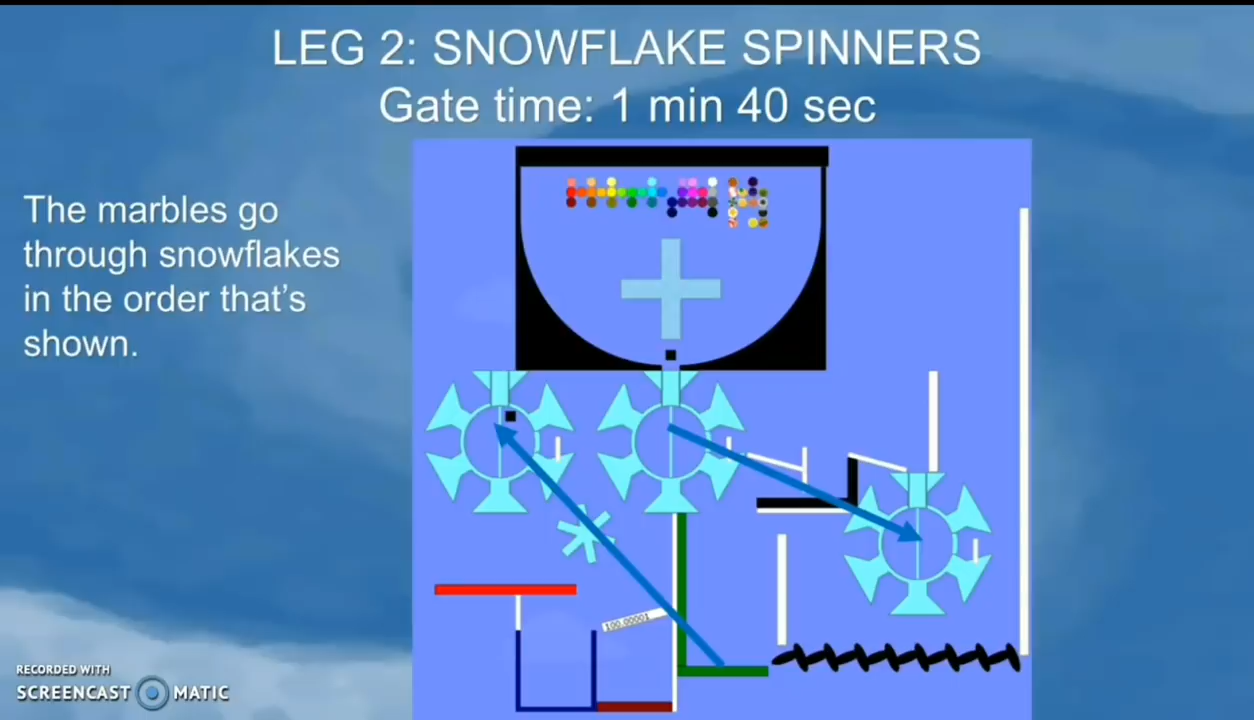 LEG 2: SNOWFLAKE SPINNERS
Gate time: 1 min 40 sec
The marbles go
through snowflakes
in the order that's
shown.
100.00001
RECORDED WITH
SCREENCAST MATIC